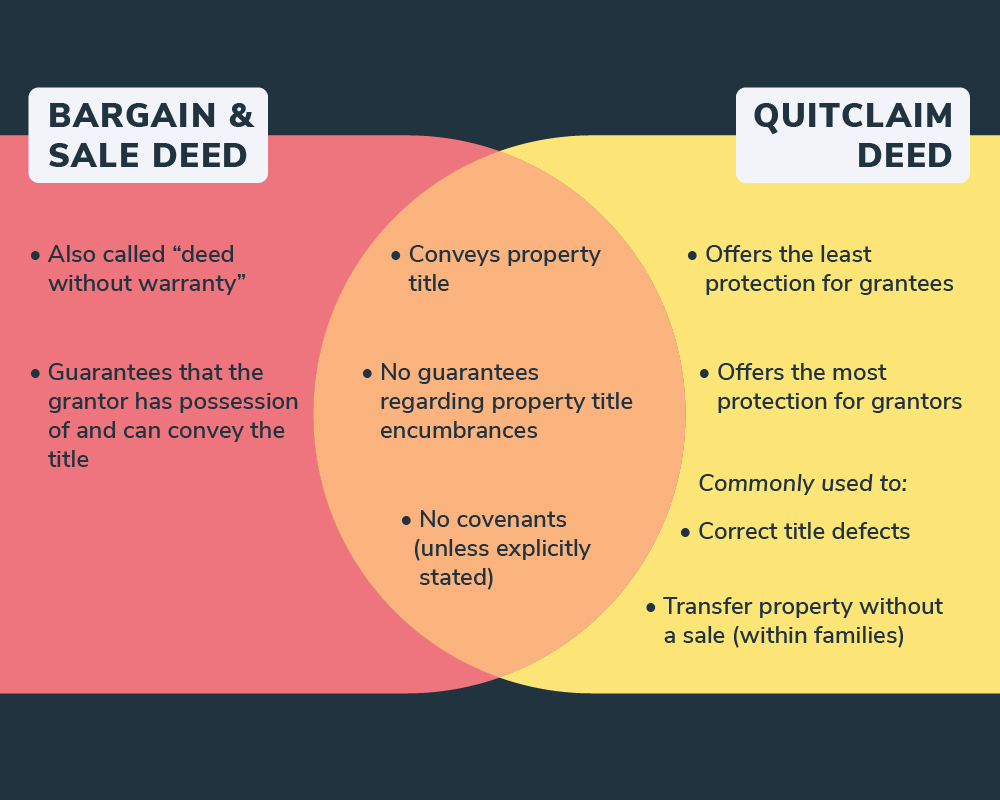 BARGAIN &
SALE DEED
• Also called “deed
without warranty”
• Guarantees that the
grantor has possession
of and can convey the
title
• Conveys property
title
• No guarantees
regarding property title
encumbrances
• No covenants
(unless explicitly
stated)
QUITCLAIM
DEED
• Offers the least
protection for grantees
• Offers the most
protection for grantors
Commonly used to:
• Correct title defects
• Transfer property without
a sale (within families)